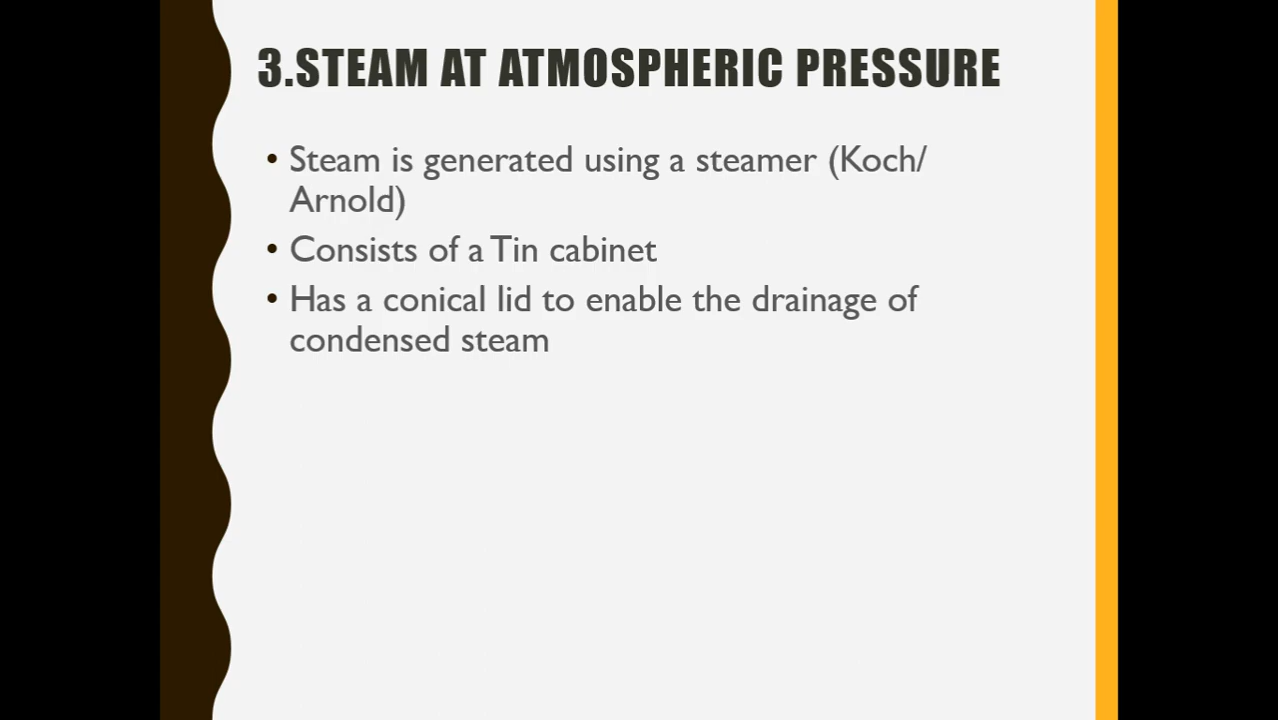 3.STEAM AT ATMOSPHERIC PRESSURE
• Steam is generated using a steamer (Koch/
Arnold)
• Consists of a Tin cabinet
• Has a conical lid to enable the drainage of
condensed steam